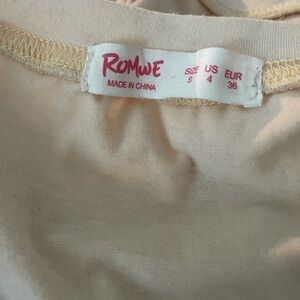 ROMWE
MADE IN CHINA
SIZE US EUR
S 4 36